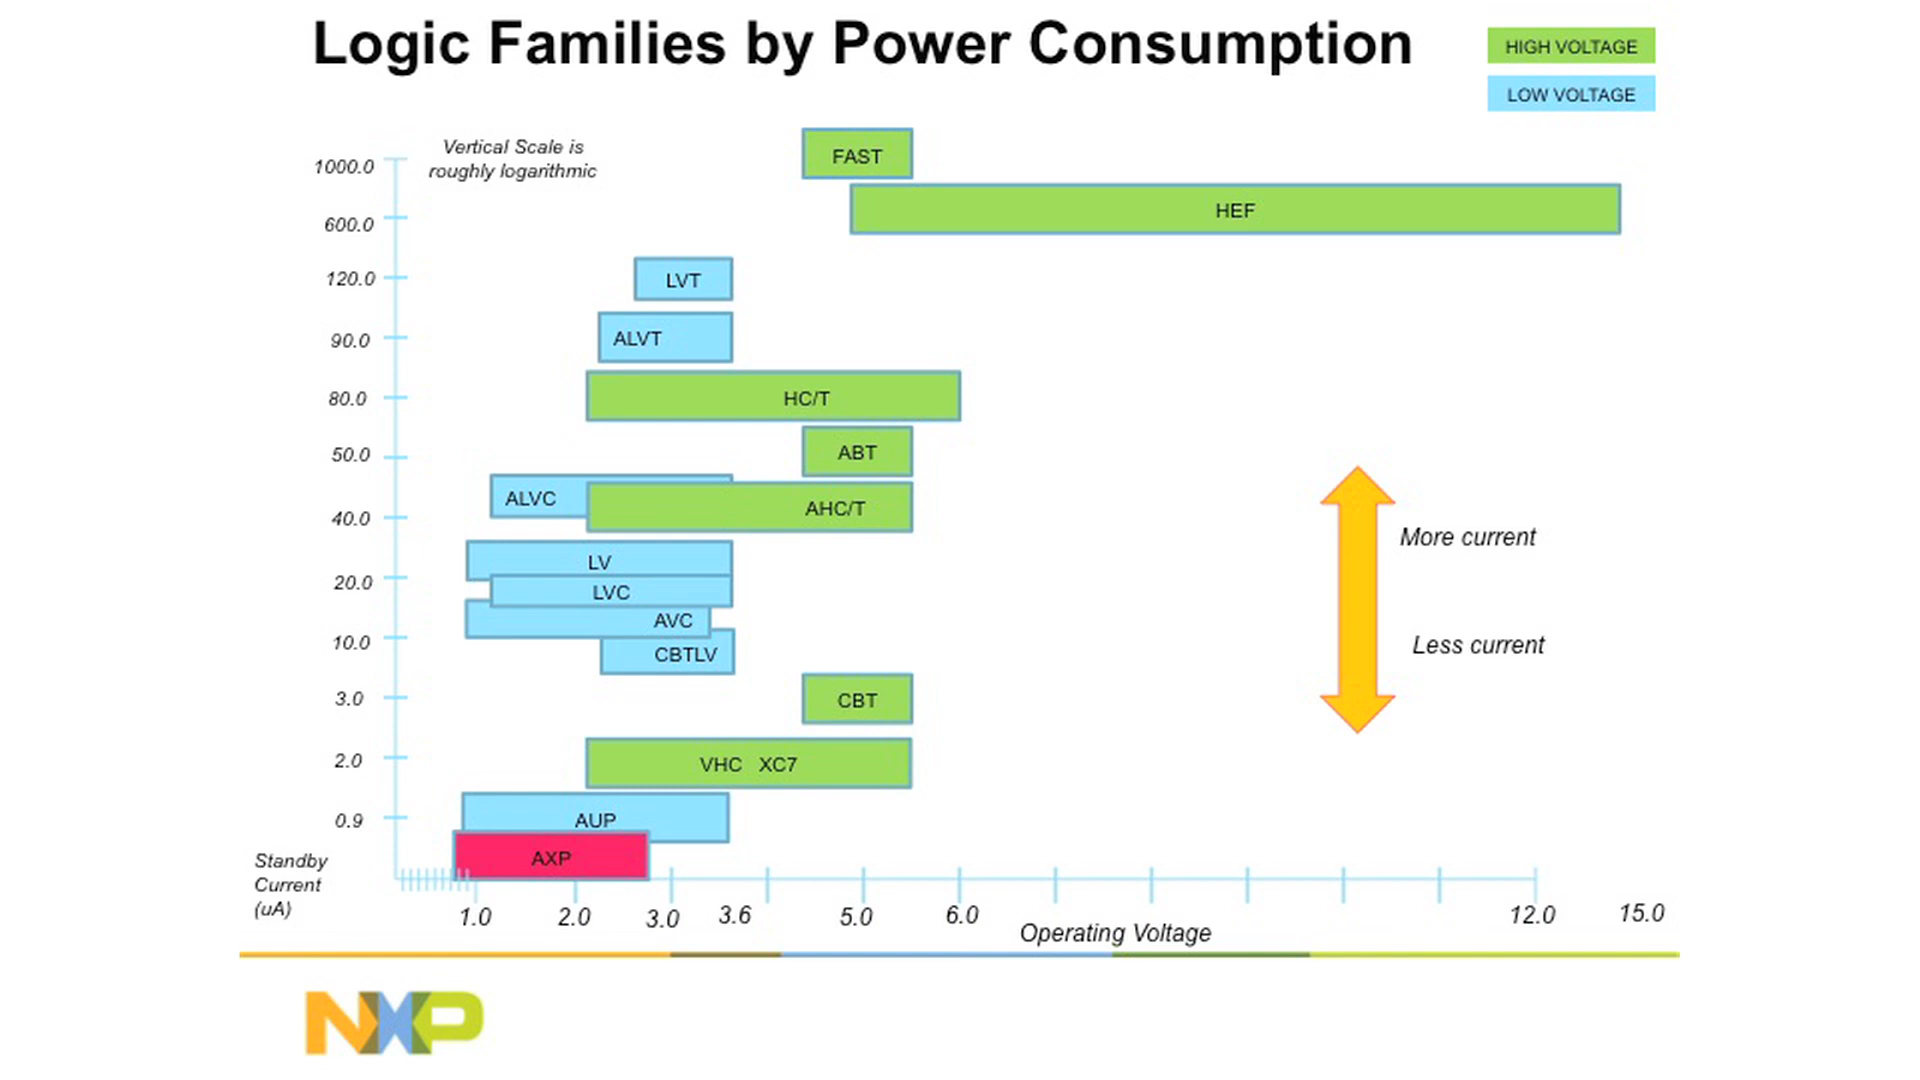 Logic Families by Power Consumption
HIGH VOLTAGE
LOW VOLTAGE
Vertical Scale is
roughly logarithmic
1000.0
FAST
HEF
600.0
LVT
120.0
ALVT
90.0
HC/T
80.0
ABT
50.0
ALVC
AHC/T
40.0
More current
LV
20.0
LVC
AVC
10.0
Less current
CBTLV
3.0
CBT
2.0
VHC XC7
0.9
AUP
AXP
Standby
Current
(uA)
1.0 2.0 3.0 3.6 5.0 6.0 12.0 15.0
Operating Voltage
NXP